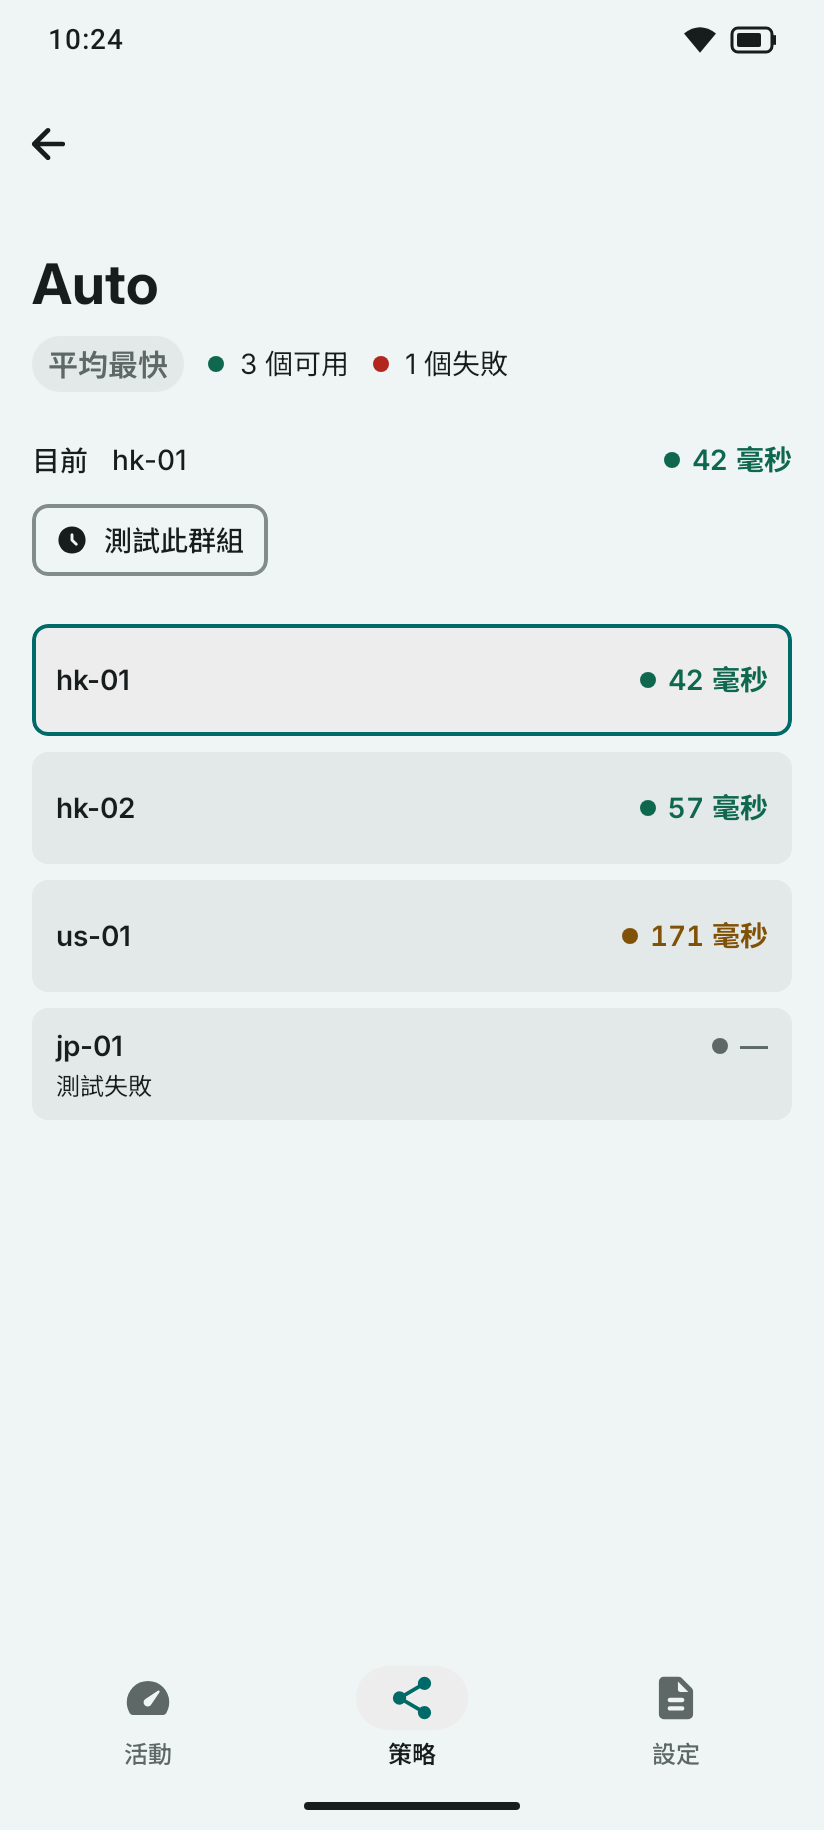 10:24
Auto
平均最快 3 個可用 1 個失敗
目前 hk-01 42 毫秒
測試此群組
hk-01 42 毫秒
hk-02 57 毫秒
us-01 171 毫秒
jp-01 —
測試失敗
活動 策略 設定